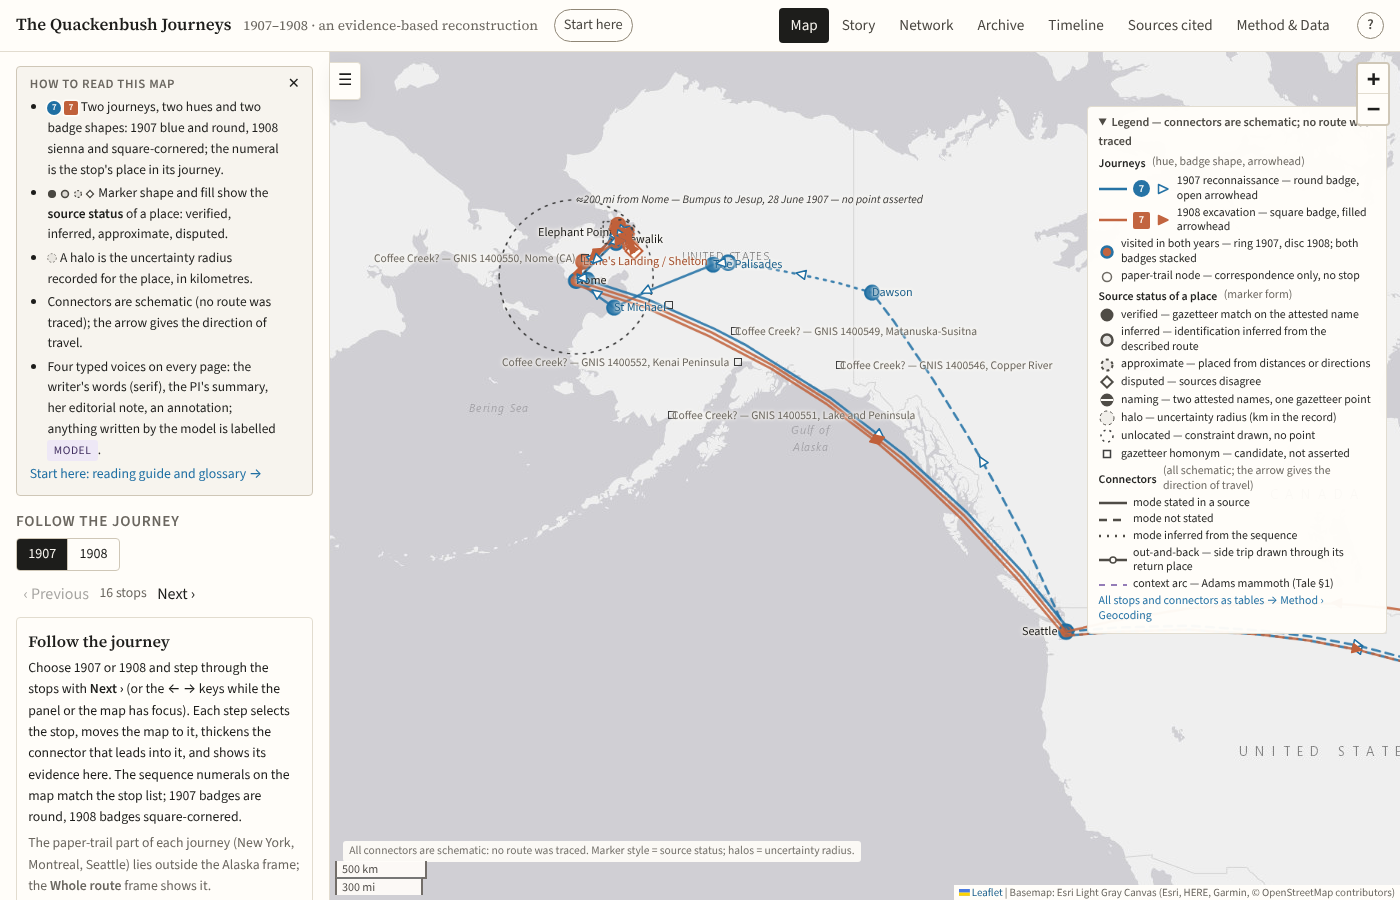 The Quackenbush Journeys 1907–1908 · an evidence-based reconstruction Start here Map Story Network Archive Timeline Sources cited Method & Data ?
HOW TO READ THIS MAP ✕
7 7 Two journeys, two hues and two
badge shapes: 1907 blue and round, 1908
sienna and square-cornered; the numeral
is the stop's place in its journey.
Marker shape and fill show the
source status of a place: verified,
inferred, approximate, disputed.
A halo is the uncertainty radius
recorded for the place, in kilometres.
Connectors are schematic (no route was
traced); the arrow gives the direction of
travel.
Four typed voices on every page: the
writer's words (serif), the PI's summary,
her editorial note, an annotation;
anything written by the model is labelled
MODEL .
Start here: reading guide and glossary →
FOLLOW THE JOURNEY
1907 1908
‹ Previous 16 stops Next ›
Follow the journey
Choose 1907 or 1908 and step through the
stops with Next › (or the ← → keys while the
panel or the map has focus). Each step selects
the stop, moves the map to it, thickens the
connector that leads into it, and shows its
evidence here. The sequence numerals on the
map match the stop list; 1907 badges are
round, 1908 badges square-cornered.
The paper-trail part of each journey (New York,
Montreal, Seattle) lies outside the Alaska frame;
the Whole route frame shows it.
☰
+
−
≈200 mi from Nome — Bumpus to Jesup, 28 June 1907 — no point asserted
Elephant Point
ewalik
Coffee Creek? — GNIS 1400550, Nome (CA)
's Landing / Shelton
UNITED STATES
Palisades
Nome
St Michael
Dawson
Coffee Creek? — GNIS 1400549, Matanuska-Susitna
Coffee Creek? — GNIS 1400552, Kenai Peninsula
Coffee Creek? — GNIS 1400546, Copper River
Coffee Creek? — GNIS 1400551, Lake and Peninsula
Bering Sea
Gulf of
Alaska
Seattle
UNITED STATE
▼ Legend — connectors are schematic; no route w
traced
Journeys (hue, badge shape, arrowhead)
7 1907 reconnaissance — round badge,
open arrowhead
7 1908 excavation — square badge, filled
arrowhead
visited in both years — ring 1907, disc 1908; both
badges stacked
paper-trail node — correspondence only, no stop
Source status of a place (marker form)
verified — gazetteer match on the attested name
inferred — identification inferred from the
described route
approximate — placed from distances or directions
disputed — sources disagree
naming — two attested names, one gazetteer point
halo — uncertainty radius (km in the record)
unlocated — constraint drawn, no point
gazetteer homonym — candidate, not asserted
Connectors (all schematic; the arrow gives the
direction of travel)
mode stated in a source
mode not stated
mode inferred from the sequence
out-and-back — side trip drawn through its
return place
context arc — Adams mammoth (Tale §1)
All stops and connectors as tables → Method ›
Geocoding
All connectors are schematic: no route was traced. Marker style = source status; halos = uncertainty radius.
500 km
300 mi
Leaflet | Basemap: Esri Light Gray Canvas (Esri, HERE, Garmin, © OpenStreetMap contributors)